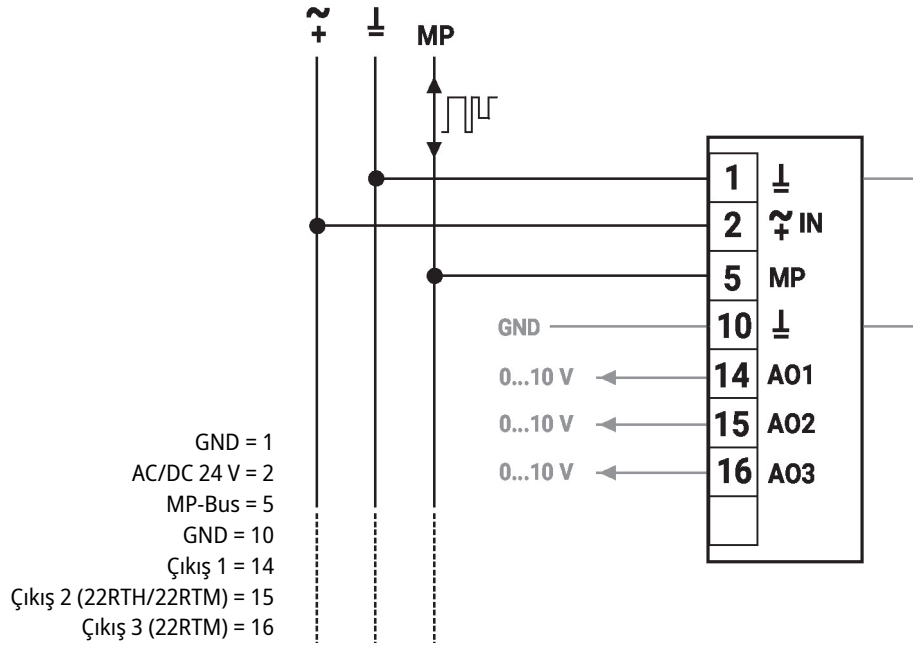 MP
1
2 IN
5 MP
GND 10
0...10 V 14 AO1
0...10 V 15 AO2
0...10 V 16 AO3
GND = 1
AC/DC 24 V = 2
MP-Bus = 5
GND = 10
Çıkış 1 = 14
Çıkış 2 (22RTH/22RTM) = 15
Çıkış 3 (22RTM) = 16